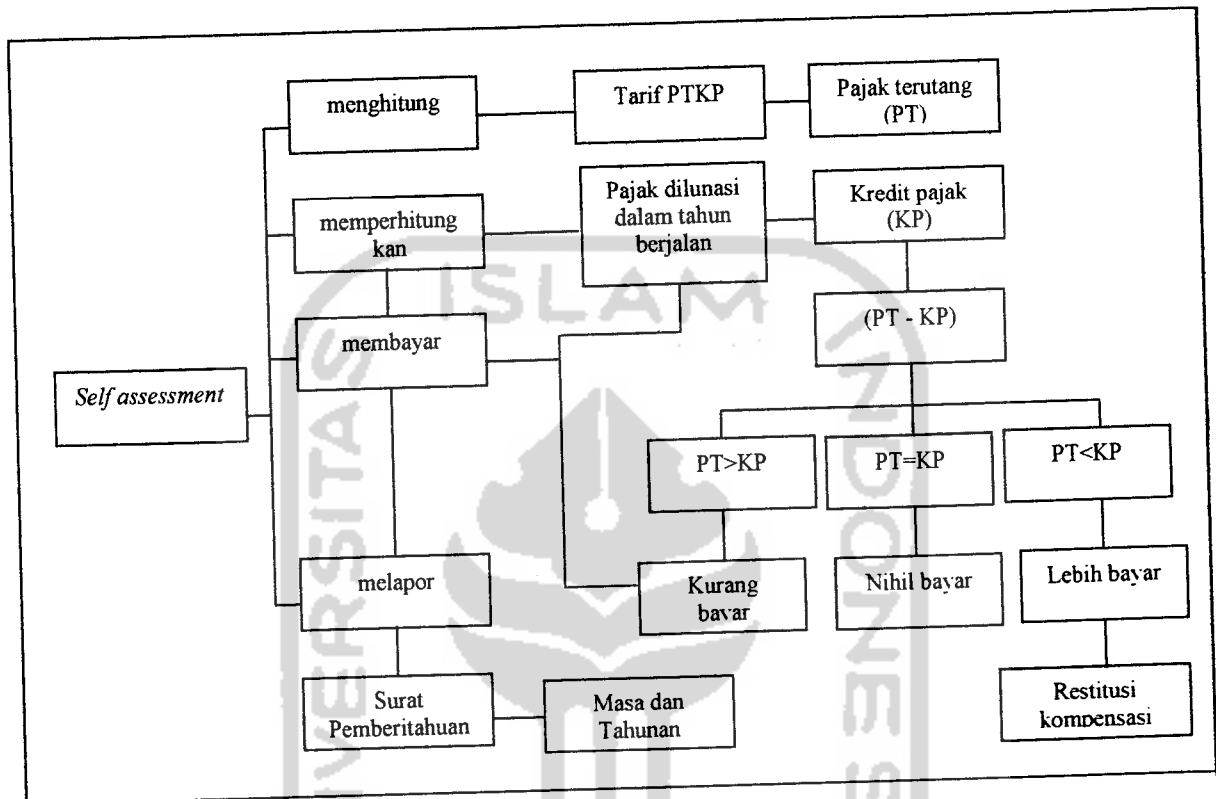 menghitung
Tarif PTKP
Pajak terutang
(PT)
memperhitung
kan
Pajak dilunasi
dalam tahun
berjalan
Kredit pajak
(KP)
membayar
(PT - KP)
Self assessment
PT>KP
PT=KP
PT<KP
melapor
Kurang
bayar
Nihil bayar
Lebih bayar
Surat
Pemberitahuan
Masa dan
Tahunan
Restitusi
kompensasi
ISLAM